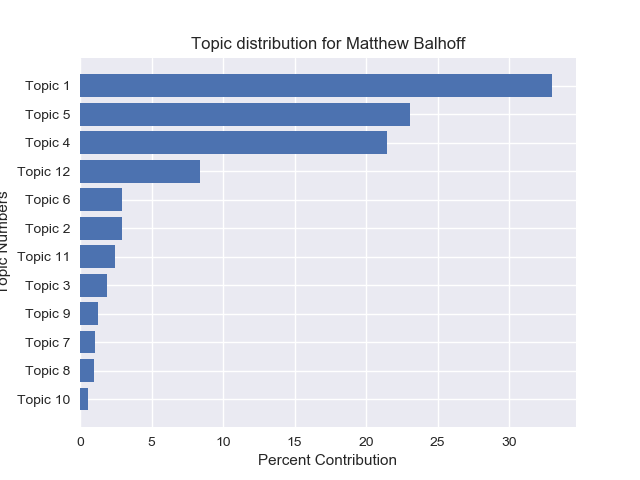 Topic distribution for Matthew Balhoff
Topic 1
Topic 5
Topic 4
Topic 12
Topic 6
Topic 2
Topic 11
Topic 3
Topic 9
Topic 7
Topic 8
Topic 10
Topic Numbers
0 5 10 15 20 25 30
Percent Contribution